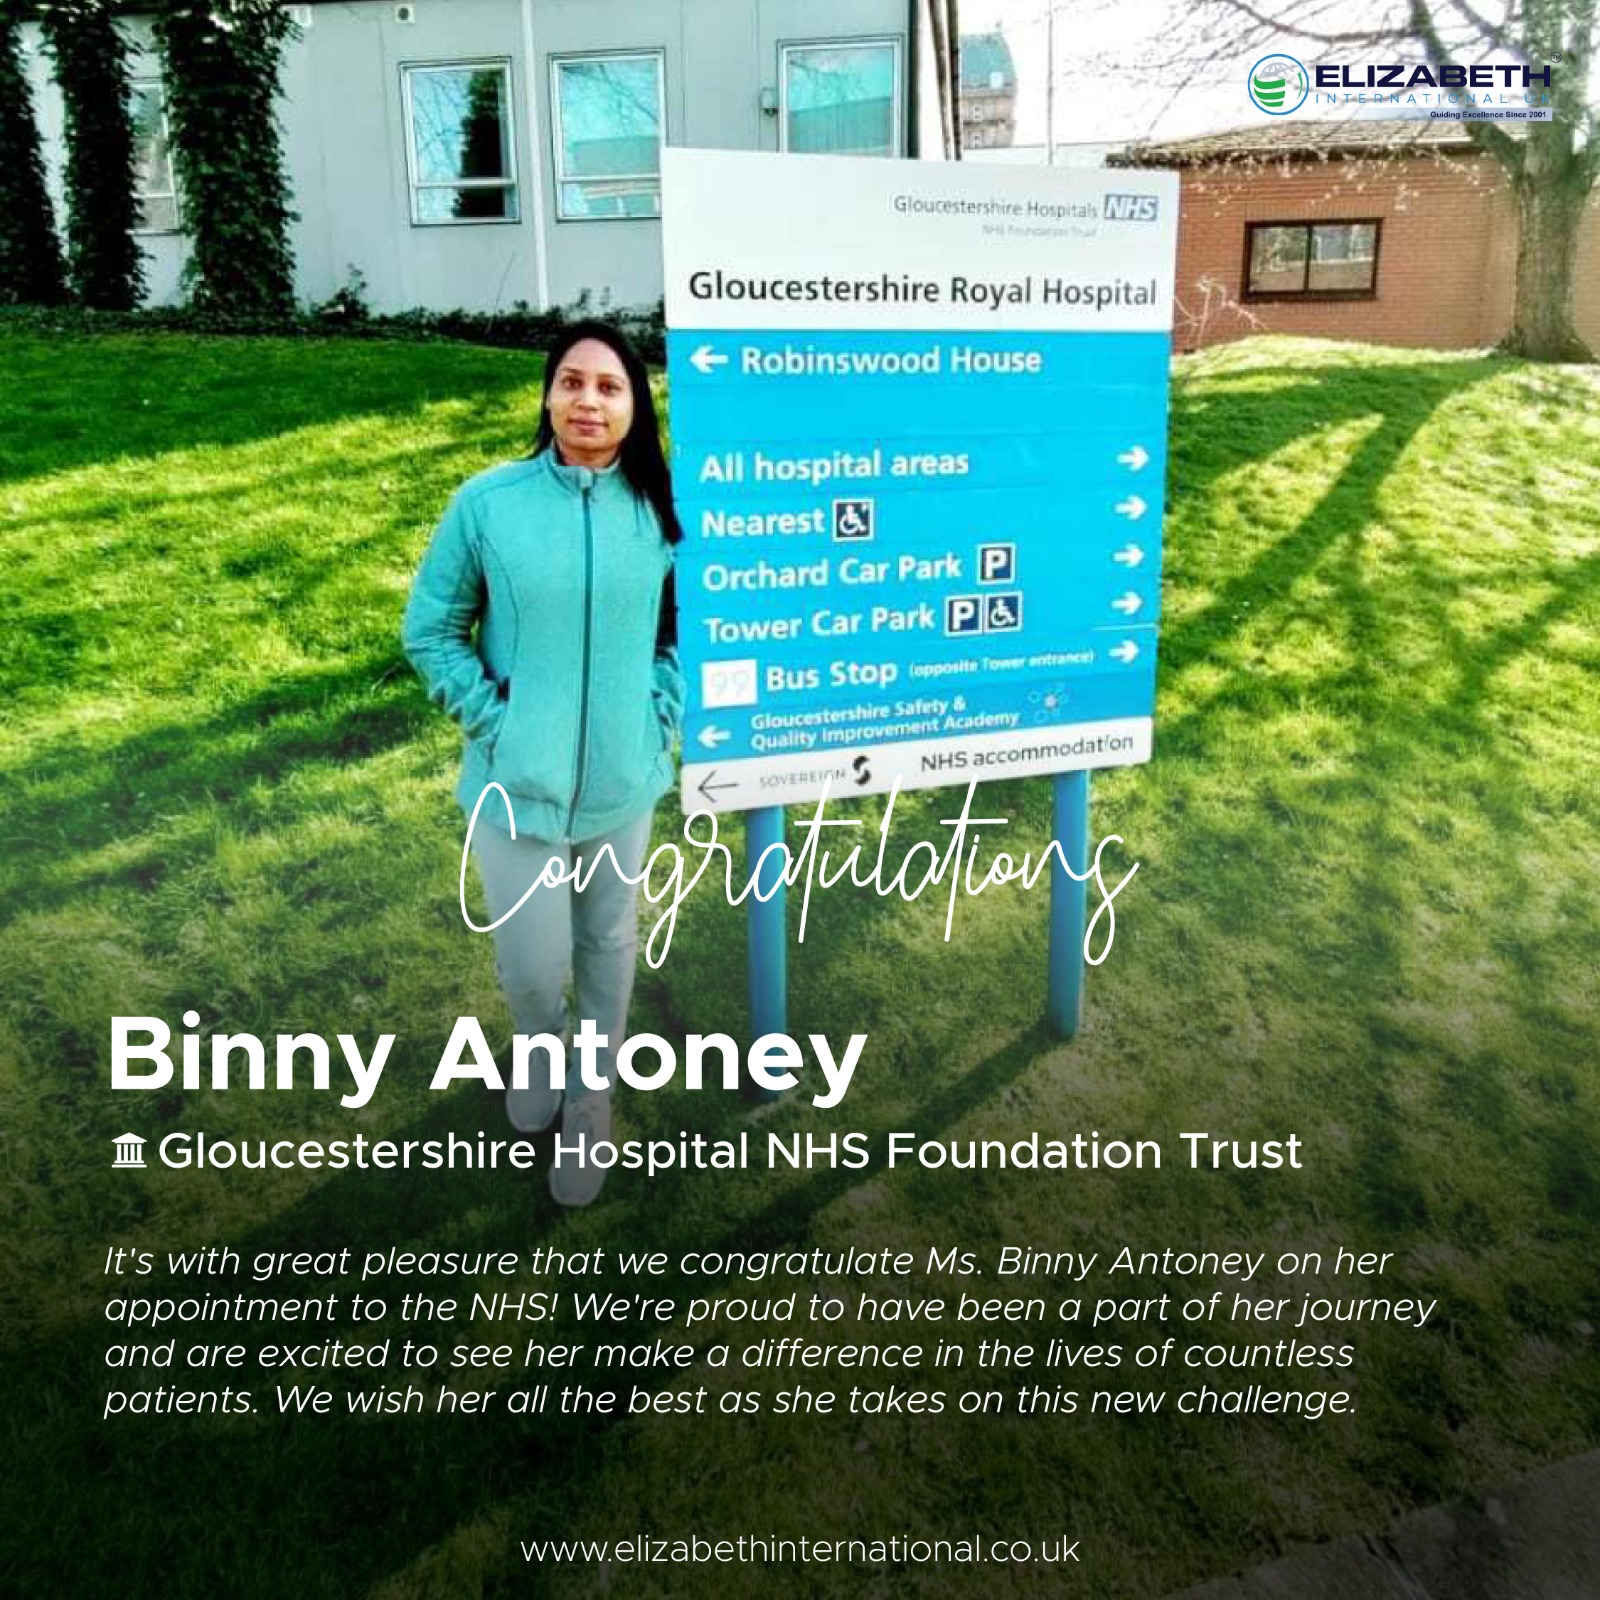 ELIZABETH
INTERNATIONAL
Guiding Excellence Since 2001
Gloucestershire Hospitals NHS
NHS Foundation Trust
Gloucestershire Royal Hospital
← Robinswood House
All hospital areas →
Nearest →
Orchard Car Park P →
Tower Car Park P →
99 Bus Stop (opposite Tower entrance) →
Gloucestershire Safety &
← Quality Improvement Academy
← SOVEREIGN NHS accommodation
Congratulations
Binny Antoney
Gloucestershire Hospital NHS Foundation Trust
It's with great pleasure that we congratulate Ms. Binny Antoney on her
appointment to the NHS! We're proud to have been a part of her journey
and are excited to see her make a difference in the lives of countless
patients. We wish her all the best as she takes on this new challenge.
www.elizabethinternational.co.uk